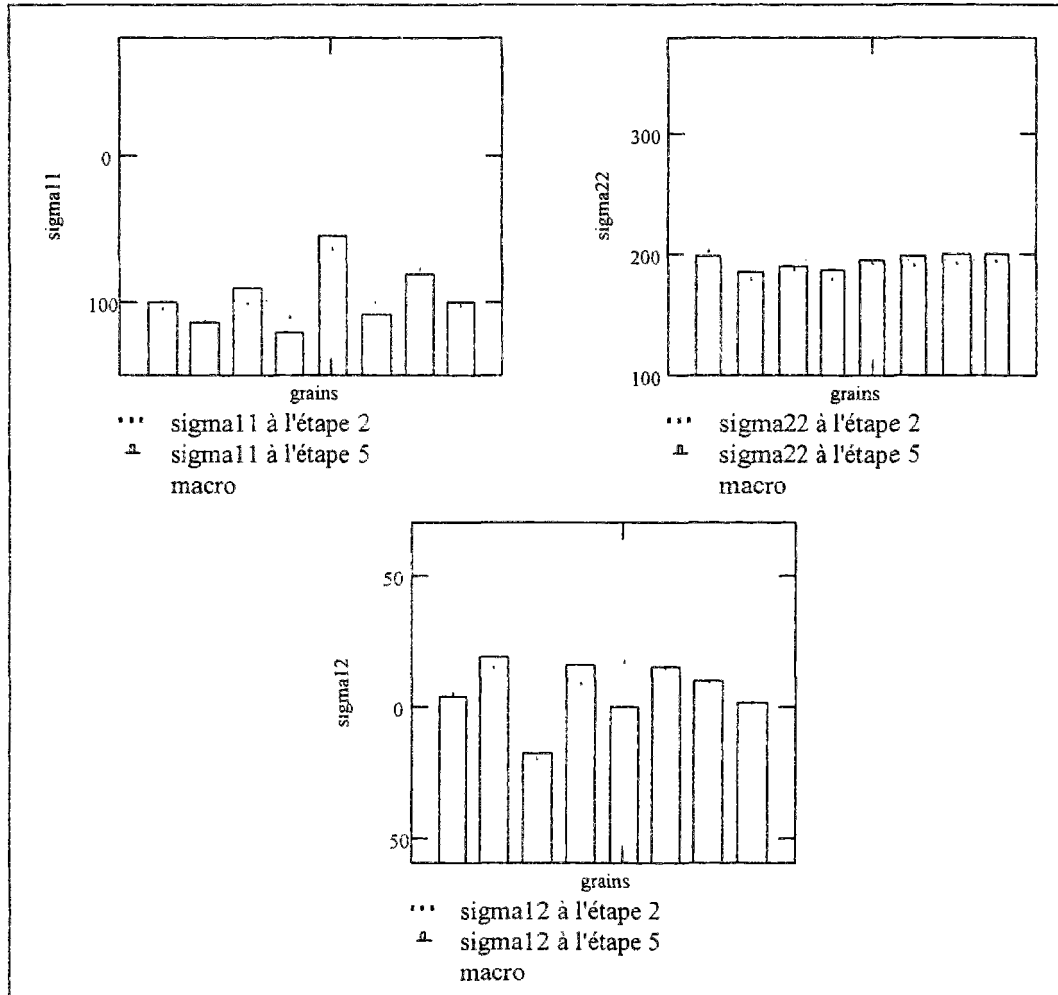 0
sigma11
100
grains
sigma11 à l'étape 2
sigma11 à l'étape 5
macro
300
sigma22
200
100
grains
sigma22 à l'étape 2
sigma22 à l'étape 5
macro
50
sigma12
0
50
grains
sigma12 à l'étape 2
sigma12 à l'étape 5
macro